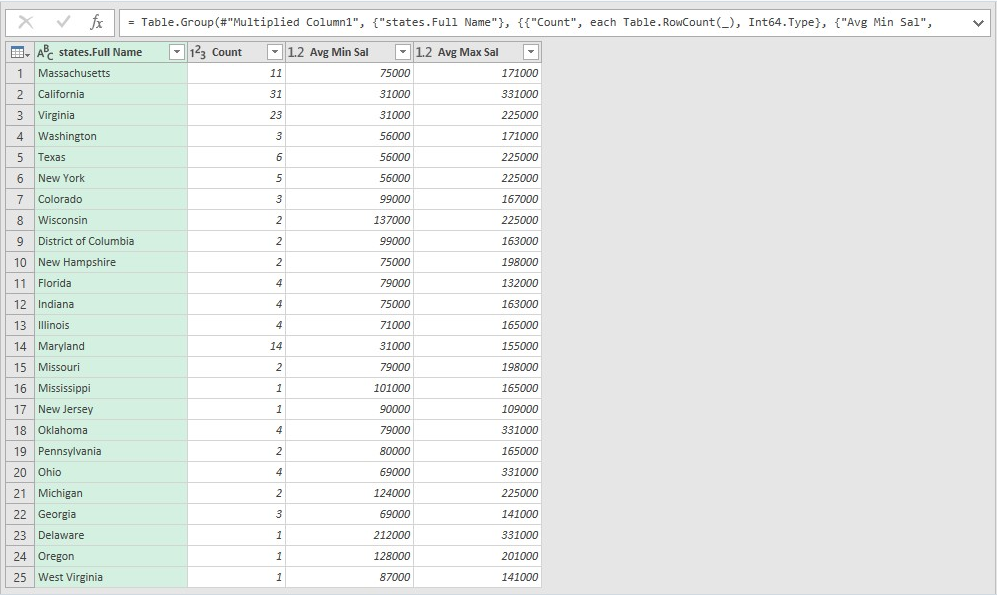 fx = Table.Group(#"Multiplied Column1", {"states.Full Name"}, {{"Count", each Table.RowCount(_), Int64.Type}, {"Avg Min Sal",
ABC states.Full Name 123 Count 1.2 Avg Min Sal 1.2 Avg Max Sal
1 Massachusetts 11 75000 171000
2 California 31 31000 331000
3 Virginia 23 31000 225000
4 Washington 3 56000 171000
5 Texas 6 56000 225000
6 New York 5 56000 225000
7 Colorado 3 99000 167000
8 Wisconsin 2 137000 225000
9 District of Columbia 2 99000 163000
10 New Hampshire 2 75000 198000
11 Florida 4 79000 132000
12 Indiana 4 75000 163000
13 Illinois 4 71000 165000
14 Maryland 14 31000 155000
15 Missouri 2 79000 198000
16 Mississippi 1 101000 165000
17 New Jersey 1 90000 109000
18 Oklahoma 4 79000 331000
19 Pennsylvania 2 80000 165000
20 Ohio 4 69000 331000
21 Michigan 2 124000 225000
22 Georgia 3 69000 141000
23 Delaware 1 212000 331000
24 Oregon 1 128000 201000
25 West Virginia 1 87000 141000